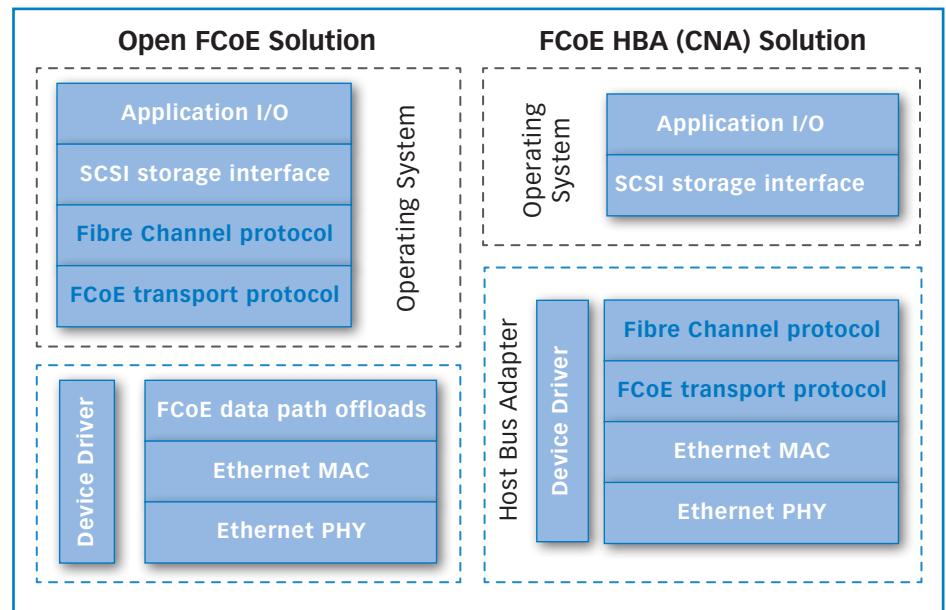 Open FCoE Solution
Application I/O
SCSI storage interface
Fibre Channel protocol
FCoE transport protocol
Operating System
Device Driver
FCoE data path offloads
Ethernet MAC
Ethernet PHY
FCoE HBA (CNA) Solution
Operating
System
Application I/O
SCSI storage interface
Host Bus Adapter
Device Driver
Fibre Channel protocol
FCoE transport protocol
Ethernet MAC
Ethernet PHY